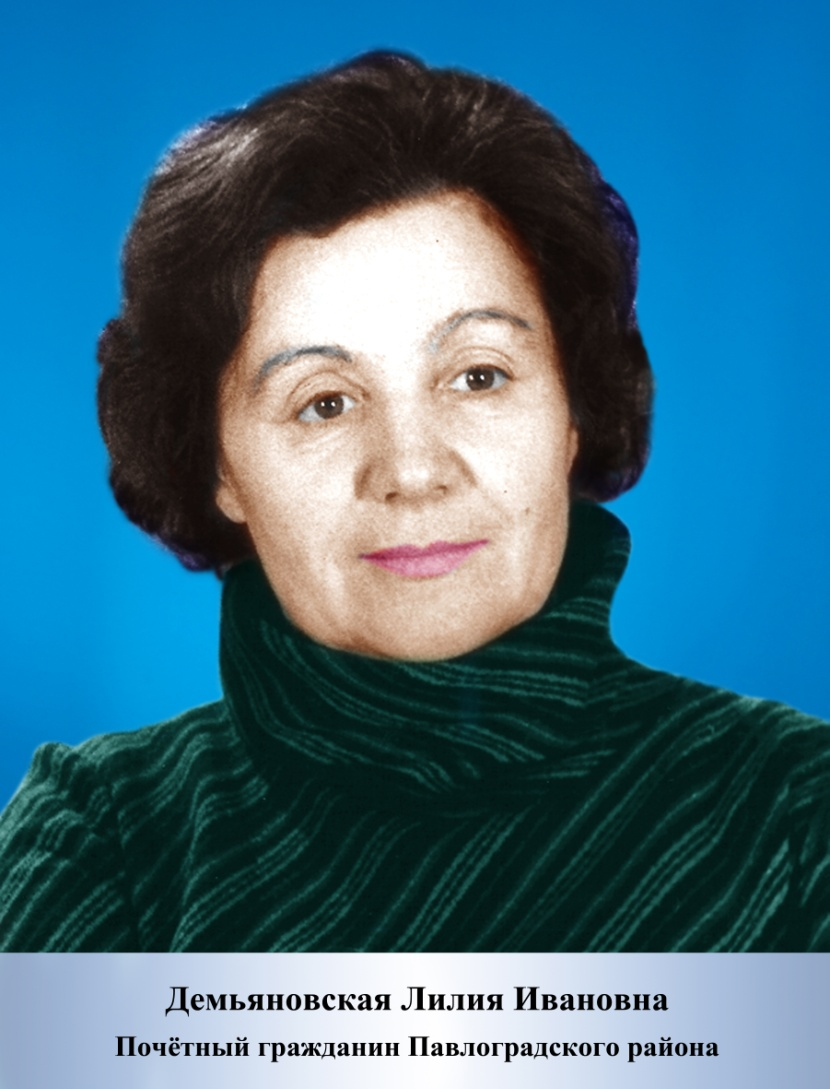 Демьяновская Лилия Ивановна
Почётный гражданин Павлоградского района